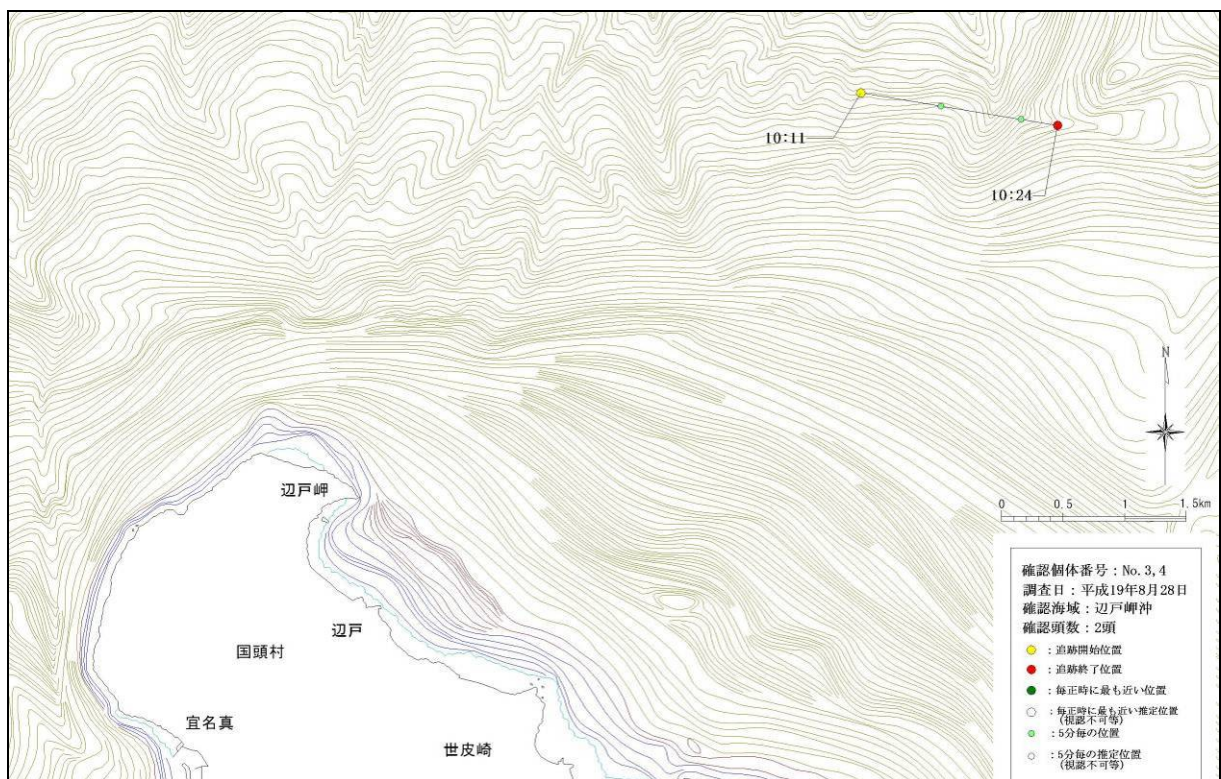 10:11
10:24
N
0 0.5 1 1.5km
辺戸岬
辺戸
国頭村
宜名真
世皮崎
確認個体番号：No.3,4
調査日：平成19年8月28日
確認海域：辺戸岬沖
確認頭数：2頭
：追跡開始位置
：追跡終了位置
：毎正時に最も近い位置
：毎正時に最も近い推定位置
(視認不可等)
：5分毎の位置
：5分毎の推定位置
(視認不可等)